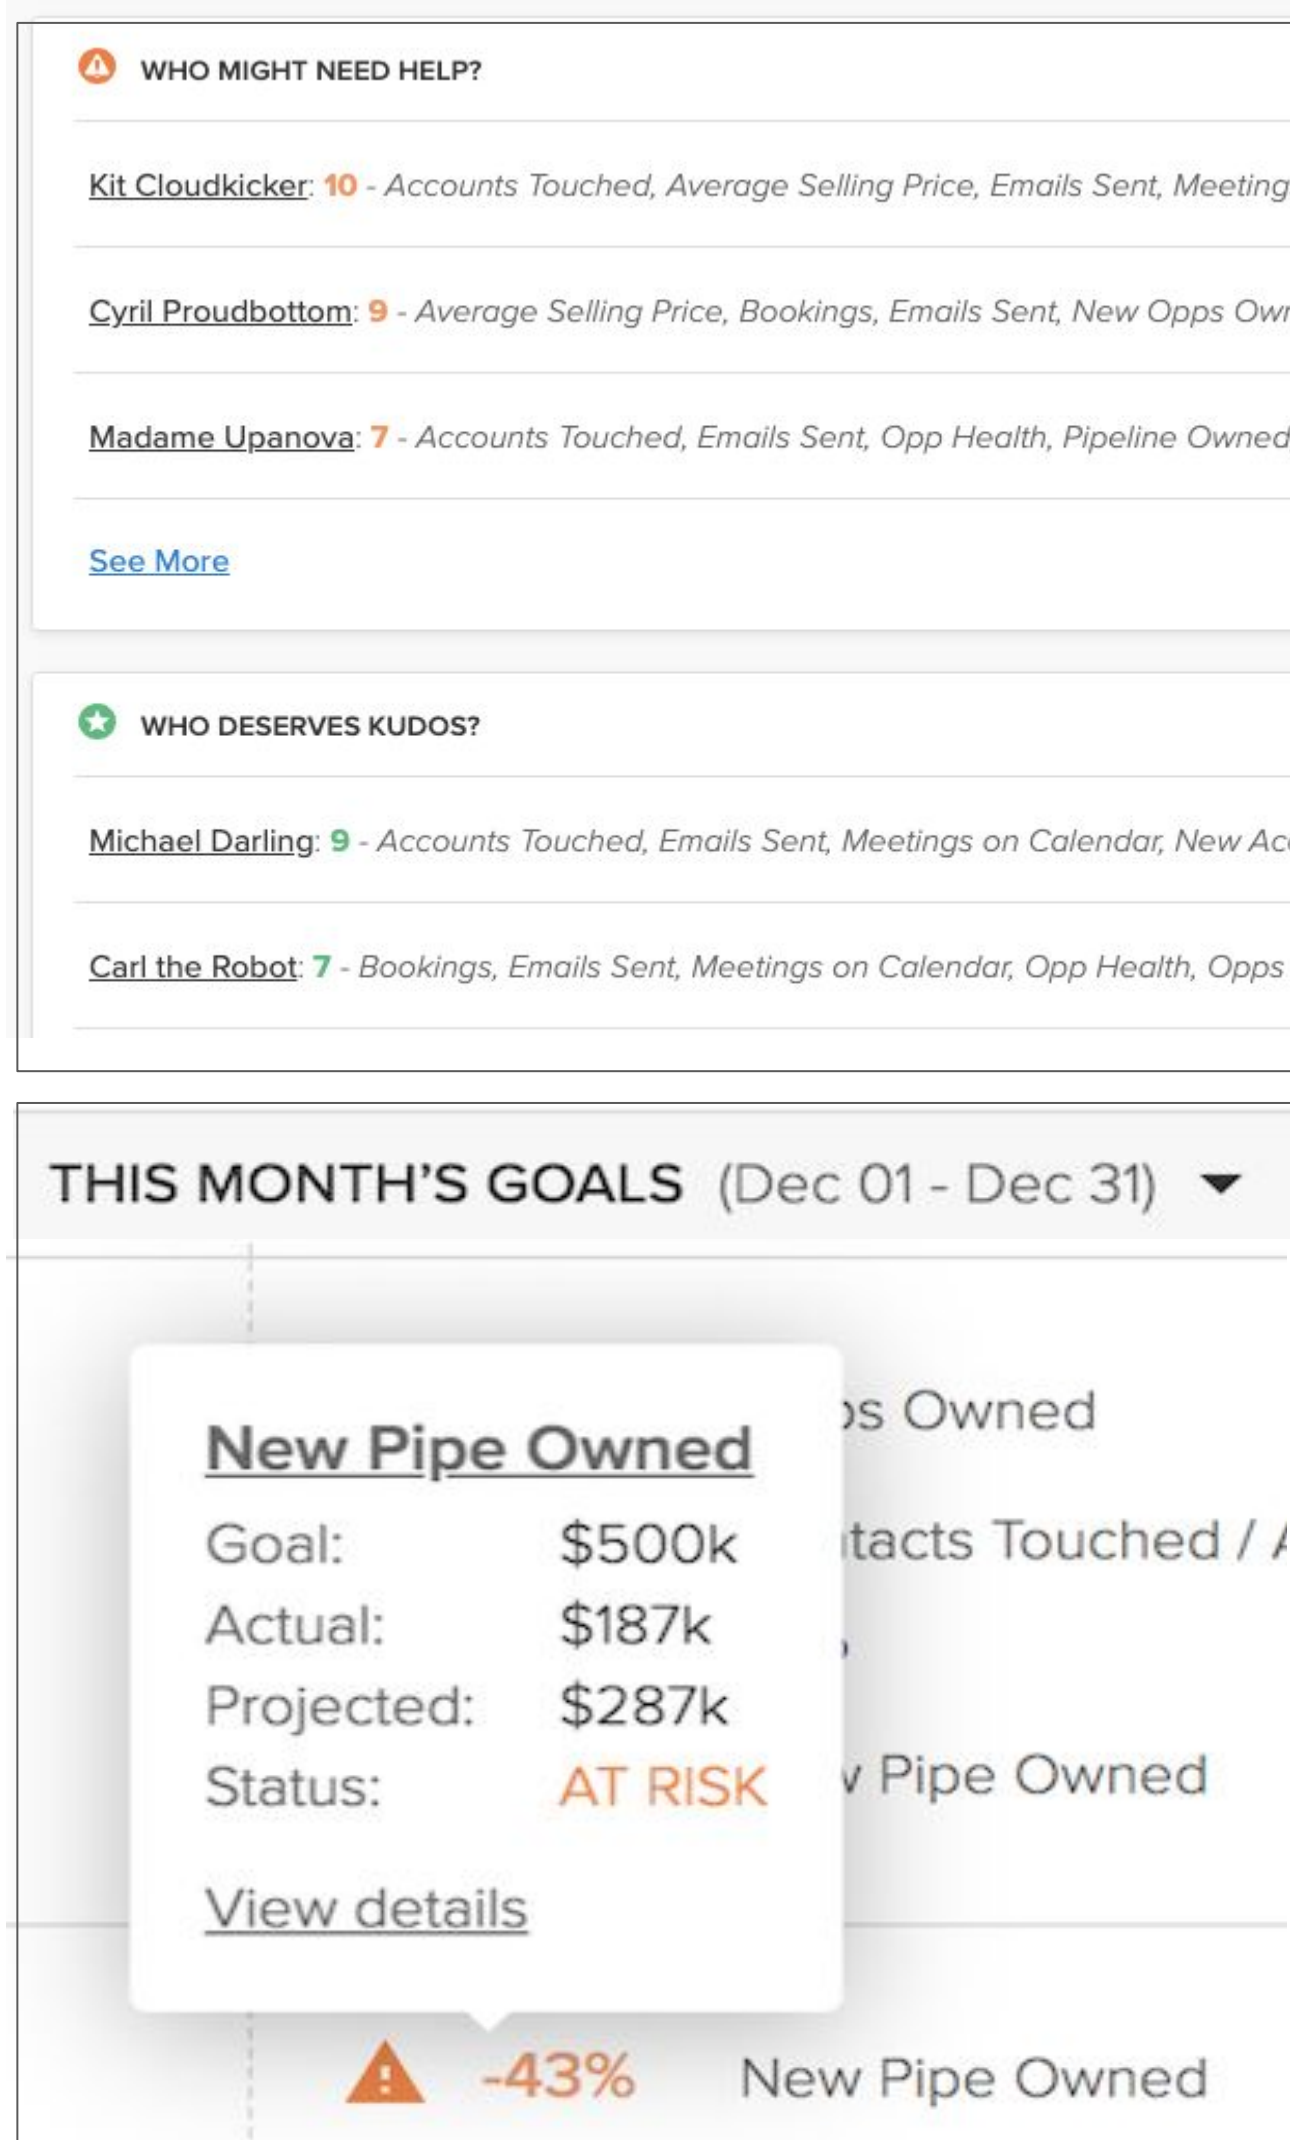 WHO MIGHT NEED HELP?
Kit Cloudkicker: 10 - Accounts Touched, Average Selling Price, Emails Sent, Meeting
Cyril Proudbottom: 9 - Average Selling Price, Bookings, Emails Sent, New Opps Own
Madame Upanova: 7 - Accounts Touched, Emails Sent, Opp Health, Pipeline Owned
See More
WHO DESERVES KUDOS?
Michael Darling: 9 - Accounts Touched, Emails Sent, Meetings on Calendar, New Acc
Carl the Robot: 7 - Bookings, Emails Sent, Meetings on Calendar, Opp Health, Opps
THIS MONTH'S GOALS (Dec 01 - Dec 31)
New Pipe Owned
Goal: $500k
Actual: $187k
Projected: $287k
Status: AT RISK
View details
Owned
tacts Touched /
Pipe Owned
-43% New Pipe Owned